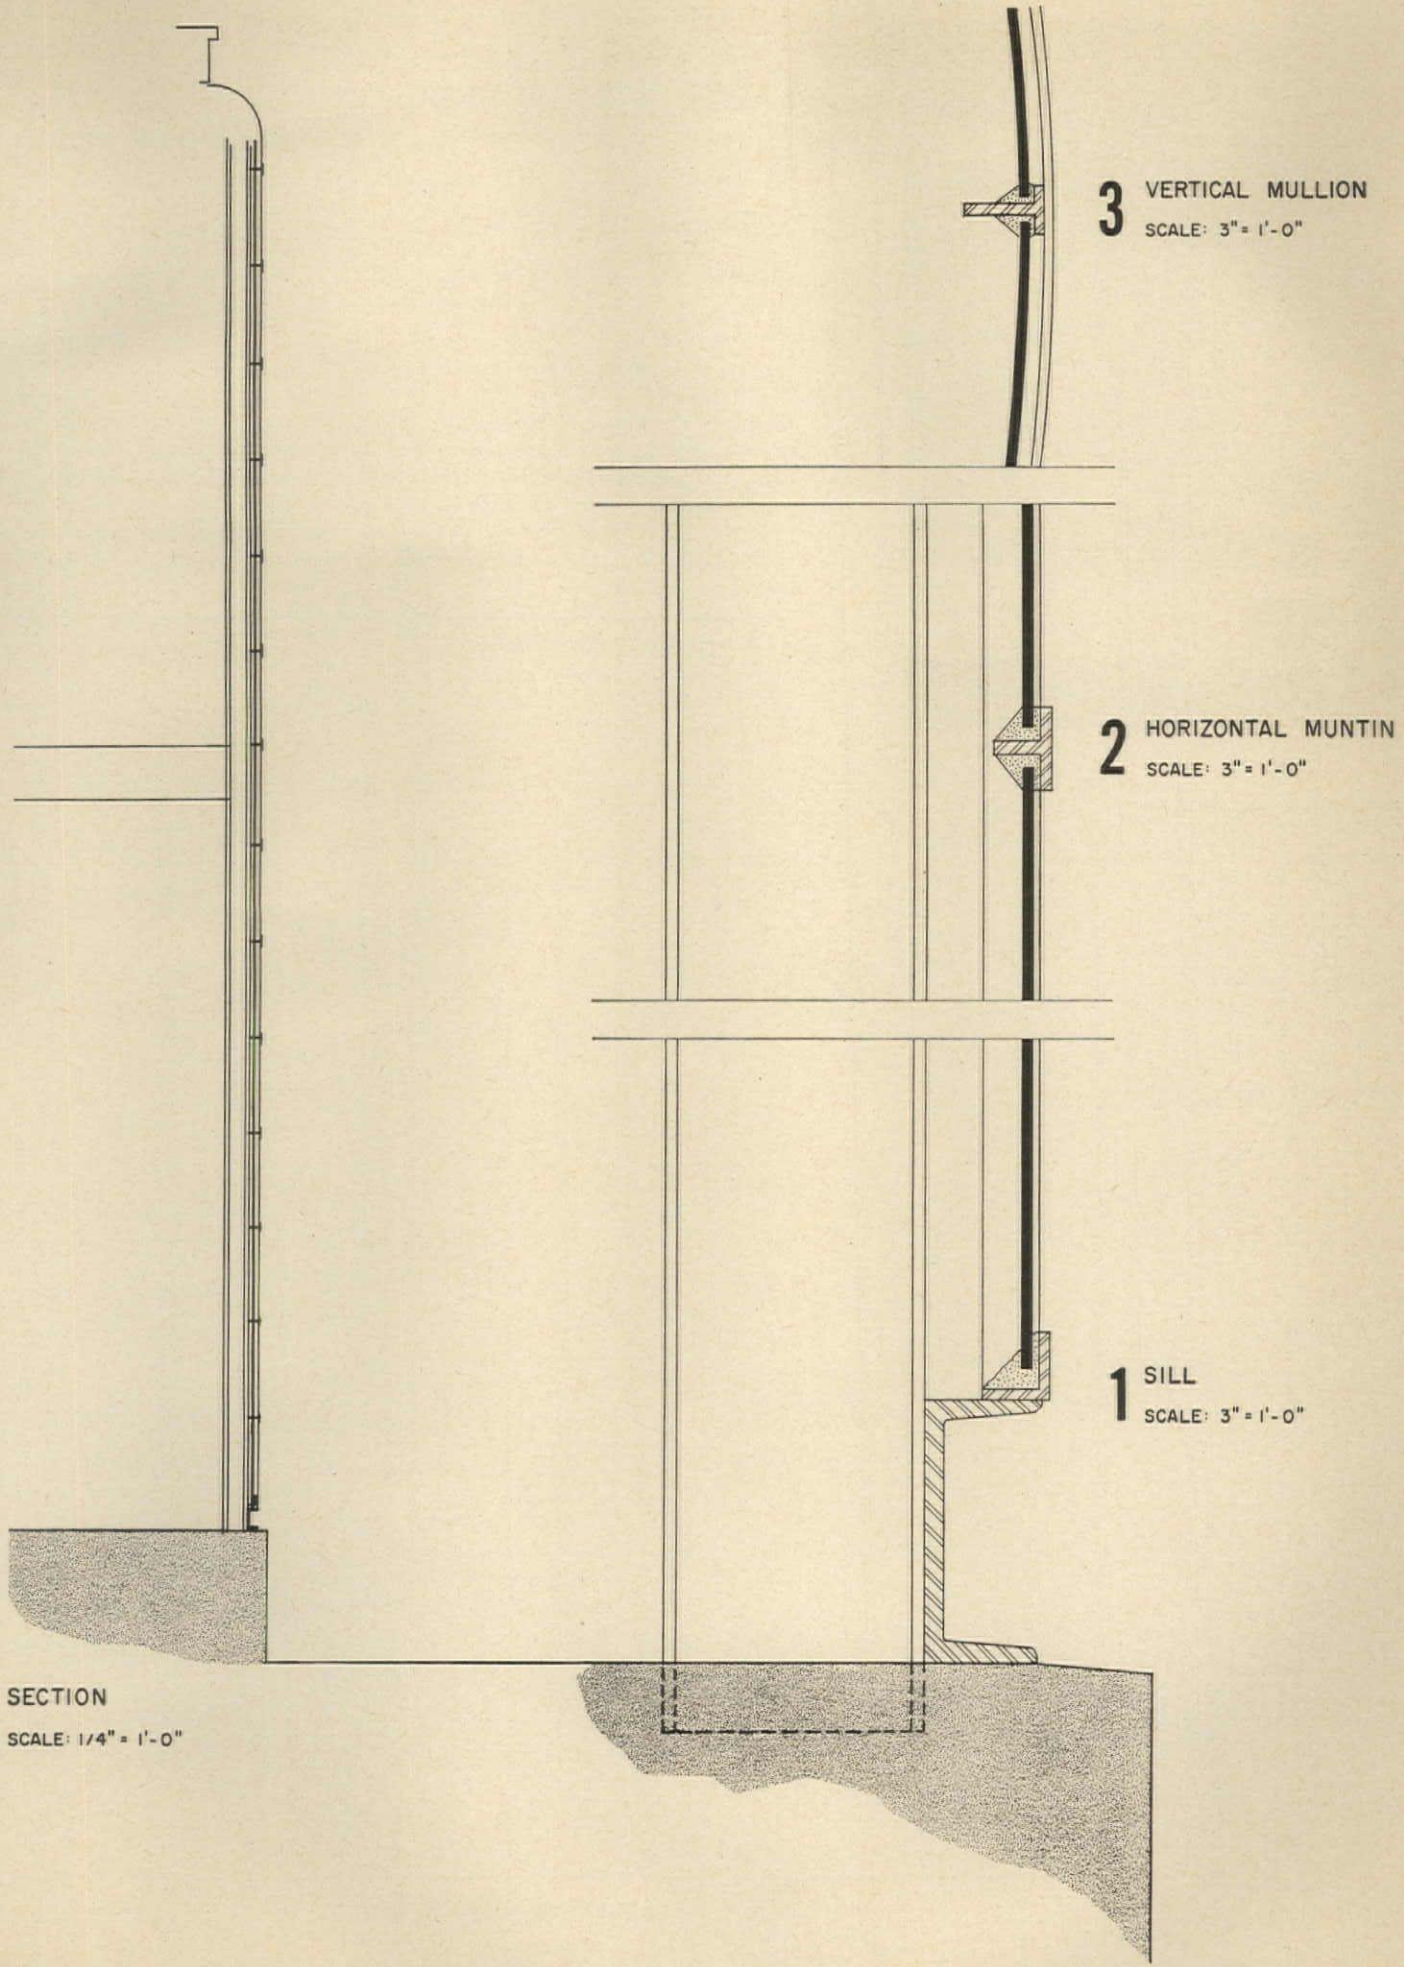 3 VERTICAL MULLION
SCALE: 3" = 1'-0"
2 HORIZONTAL MUNTIN
SCALE: 3" = 1'-0"
1 SILL
SCALE: 3" = 1'-0"
SECTION
SCALE: 1/4" = 1'-0"